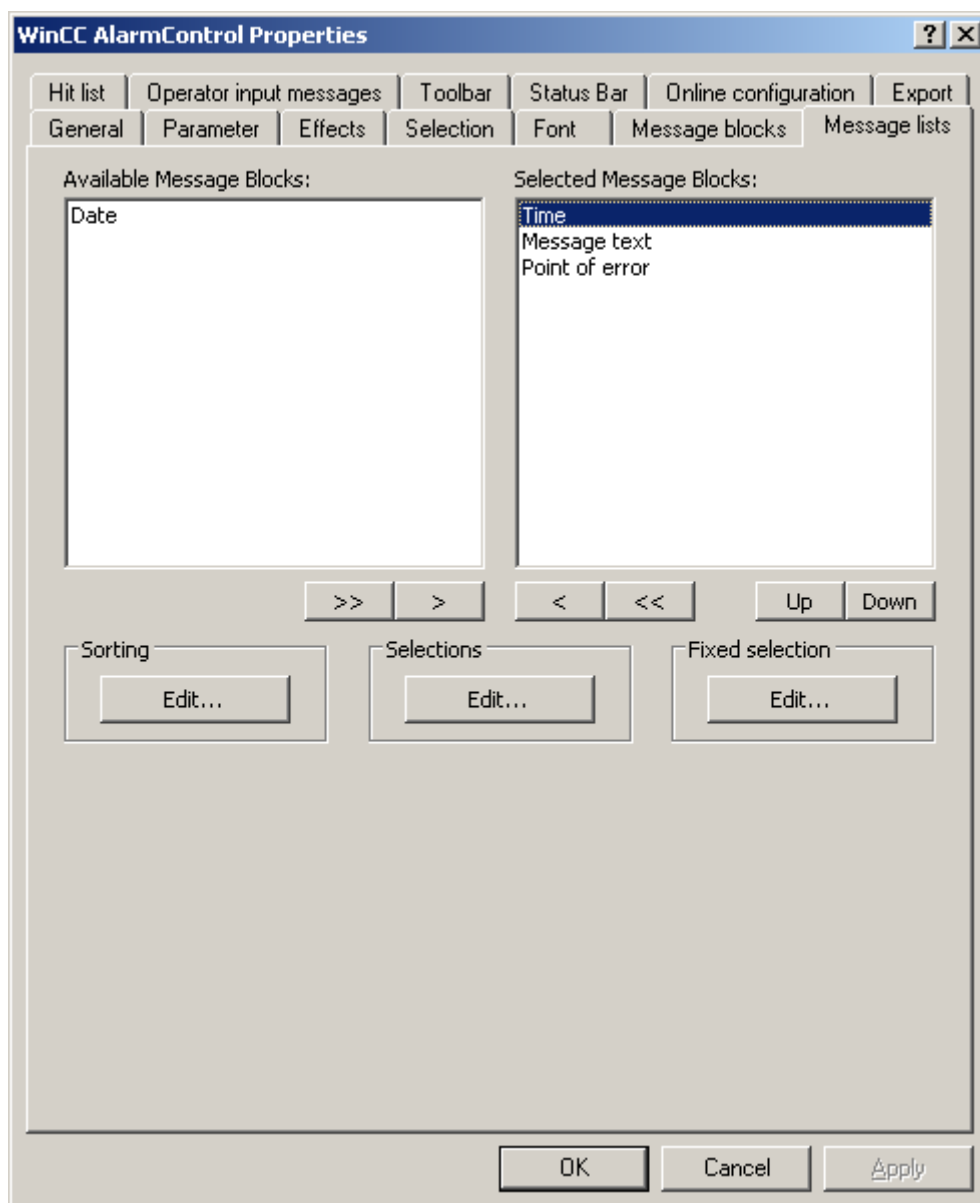 WinCC AlarmControl Properties ? X
Hit list Operator input messages Toolbar Status Bar Online configuration Export
General Parameter Effects Selection Font Message blocks Message lists
Available Message Blocks: Selected Message Blocks:
Date Time
Message text
Point of error
>> > < << Up Down
Sorting Selections Fixed selection
Edit... Edit... Edit...
OK Cancel Apply